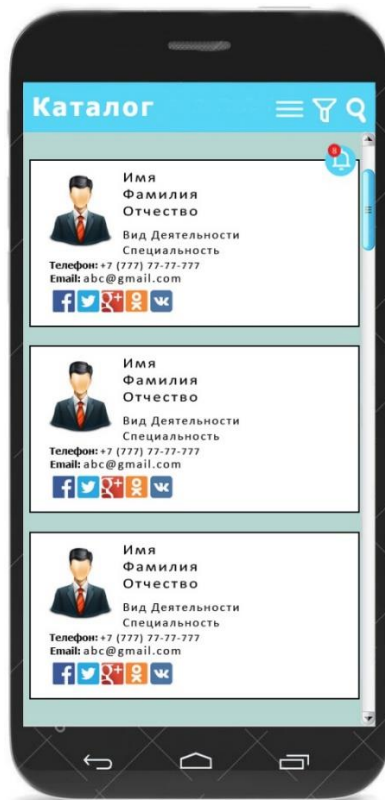 Каталог
8
Имя
Фамилия
Отчество
Вид Деятельности
Специальность
Телефон: +7 (777) 77-77-777
Email: abc@gmail.com
Имя
Фамилия
Отчество
Вид Деятельности
Специальность
Телефон: +7 (777) 77-77-777
Email: abc@gmail.com
Имя
Фамилия
Отчество
Вид Деятельности
Специальность
Телефон: +7 (777) 77-77-777
Email: abc@gmail.com